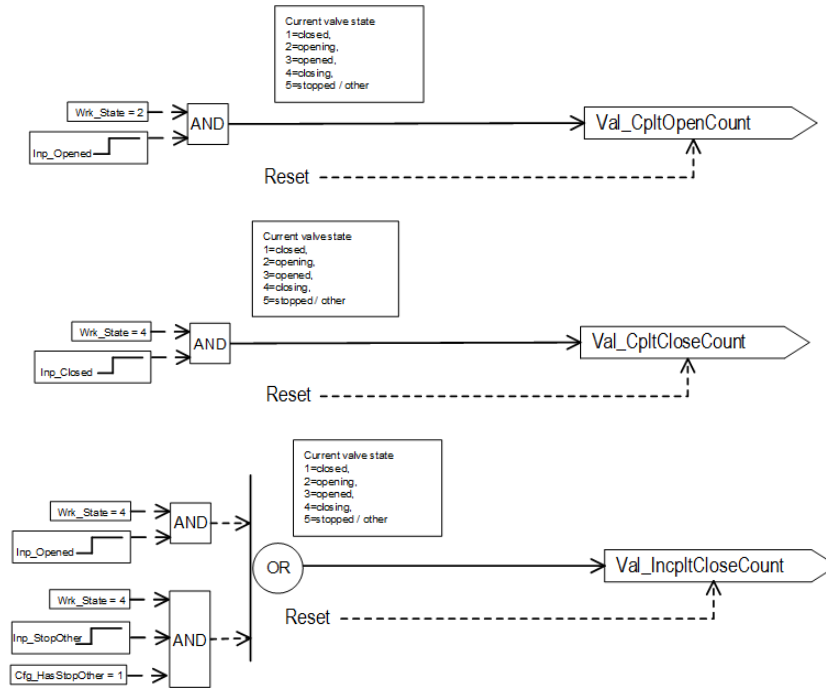 Current valve state
1=closed,
2=opening,
3=opened,
4=closing,
5=stopped / other
Wrk_State = 2
AND
Val_CpltOpenCount
Inp_Opened
Reset
Current valve state
1=closed,
2=opening,
3=opened,
4=closing,
5=stopped / other
Wrk_State = 4
AND
Val_CpltCloseCount
Inp_Closed
Reset
Current valve state
1=closed,
2=opening,
3=opened,
4=closing,
5=stopped / other
Wrk_State = 4
AND
Inp_Opened
OR
Val_IncpltCloseCount
Wrk_State = 4
Reset
Inp_StopOther
AND
Cfg_HasStopOther = 1